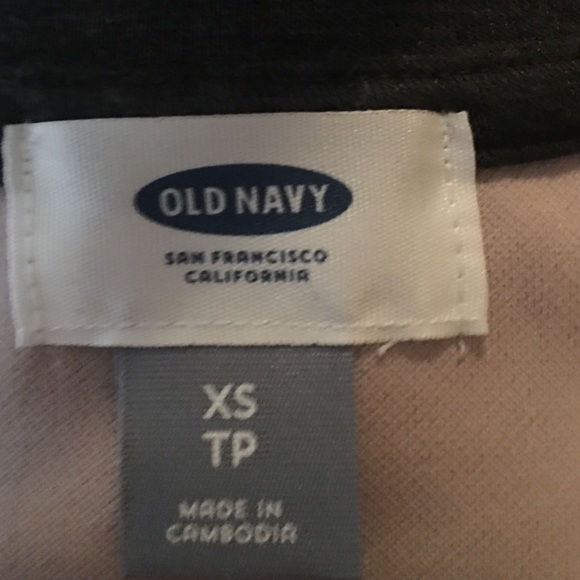 OLD NAVY
SAN FRANCISCO
CALIFORNIA
XS
TP
MADE IN
CAMBODIA